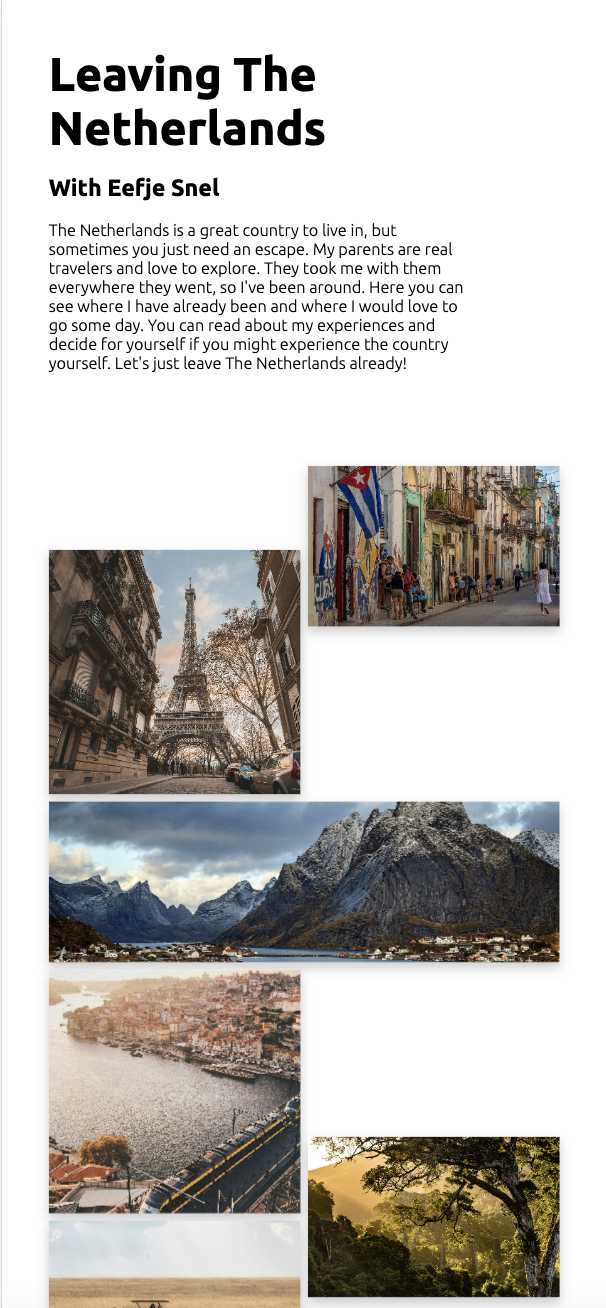 Leaving The
Netherlands
With Eefje Snel
The Netherlands is a great country to live in, but
sometimes you just need an escape. My parents are real
travelers and love to explore. They took me with them
everywhere they went, so I've been around. Here you can
see where I have already been and where I would love to
go some day. You can read about my experiences and
decide for yourself if you might experience the country
yourself. Let's just leave The Netherlands already!